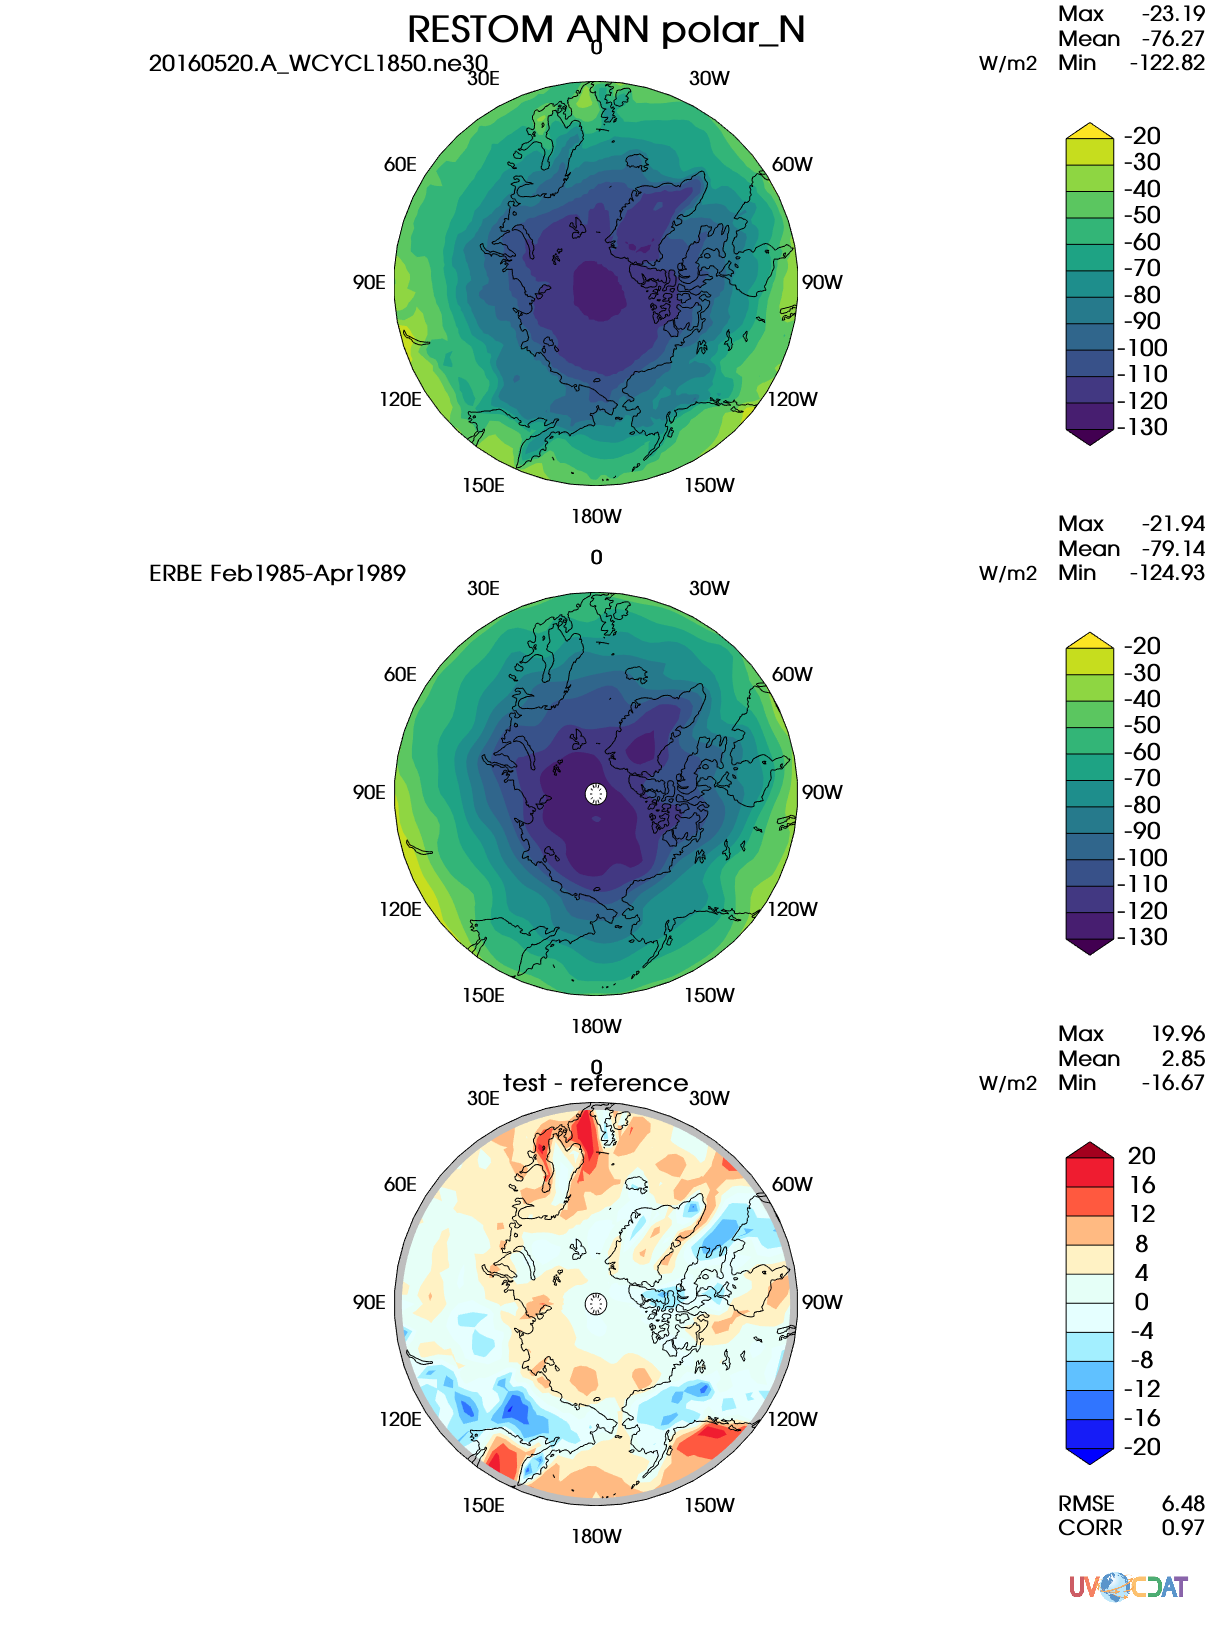 RESTOM ANN polar_N
20160520.A_WCYCL1850.ne30
W/m2
Max -23.19
Mean -76.27
Min -122.82
0
30E 30W
60E 60W
90E 90W
120E 120W
150E 150W
180W
-20
-30
-40
-50
-60
-70
-80
-90
-100
-110
-120
-130
ERBE Feb1985-Apr1989
W/m2
Max -21.94
Mean -79.14
Min -124.93
0
30E 30W
60E 60W
90E 90W
120E 120W
150E 150W
180W
-20
-30
-40
-50
-60
-70
-80
-90
-100
-110
-120
-130
test - reference
W/m2
Max 19.96
Mean 2.85
Min -16.67
0
30E 30W
60E 60W
90E 90W
120E 120W
150E 150W
180W
20
16
12
8
4
0
-4
-8
-12
-16
-20
RMSE 6.48
CORR 0.97
UV CDAT